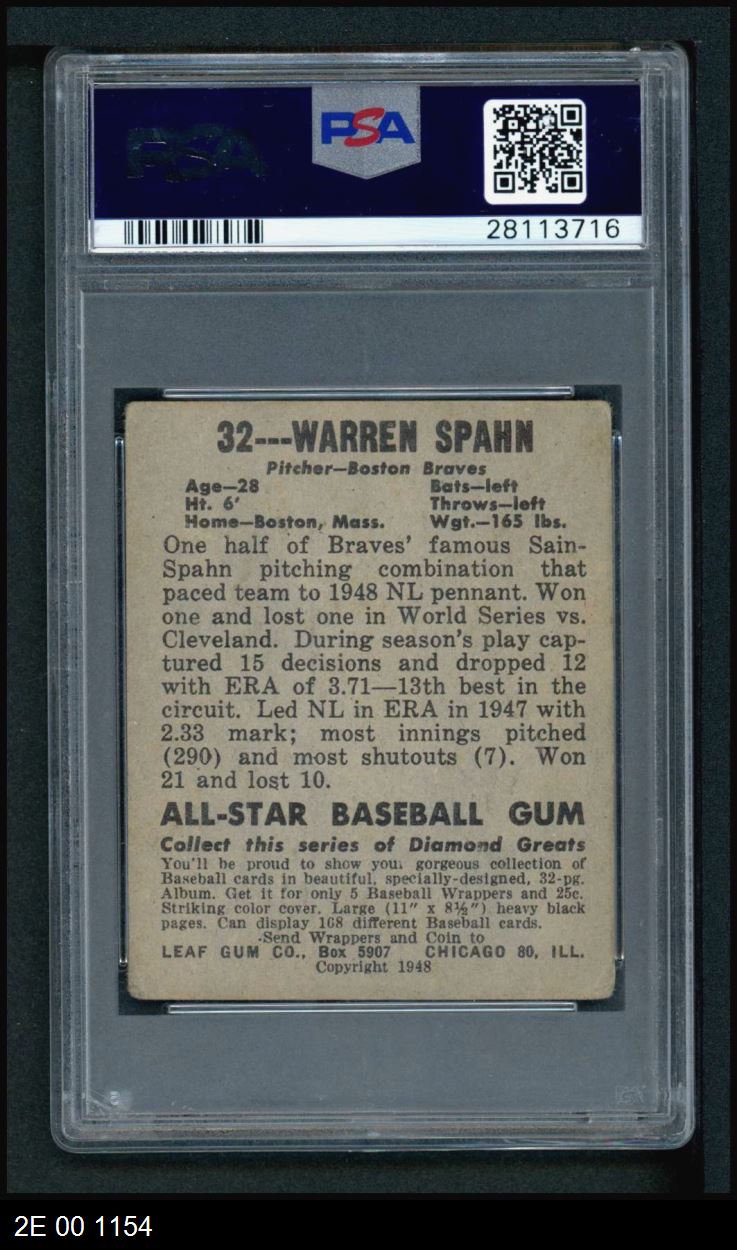 PSA
PSA
28113716
32---WARREN SPAHN
Pitcher—Boston Braves
Age—28 Bats—left
Ht. 6' Throws—left
Home—Boston, Mass. Wgt.—165 lbs.
One half of Braves' famous Sain-
Spahn pitching combination that
paced team to 1948 NL pennant. Won
one and lost one in World Series vs.
Cleveland. During season's play cap-
tured 15 decisions and dropped 12
with ERA of 3.71—13th best in the
circuit. Led NL in ERA in 1947 with
2.33 mark; most innings pitched
(290) and most shutouts (7). Won
21 and lost 10.
ALL-STAR BASEBALL GUM
Collect this series of Diamond Greats
You'll be proud to show your gorgeous collection of
Baseball cards in beautiful, specially-designed, 32-pg.
Album. Get it for only 5 Baseball Wrappers and 25c.
Striking color cover. Large (11" x 8½") heavy black
pages. Can display 168 different Baseball cards.
Send Wrappers and Coin to
LEAF GUM CO., Box 5907 CHICAGO 80, ILL.
Copyright 1948
2E 00 1154